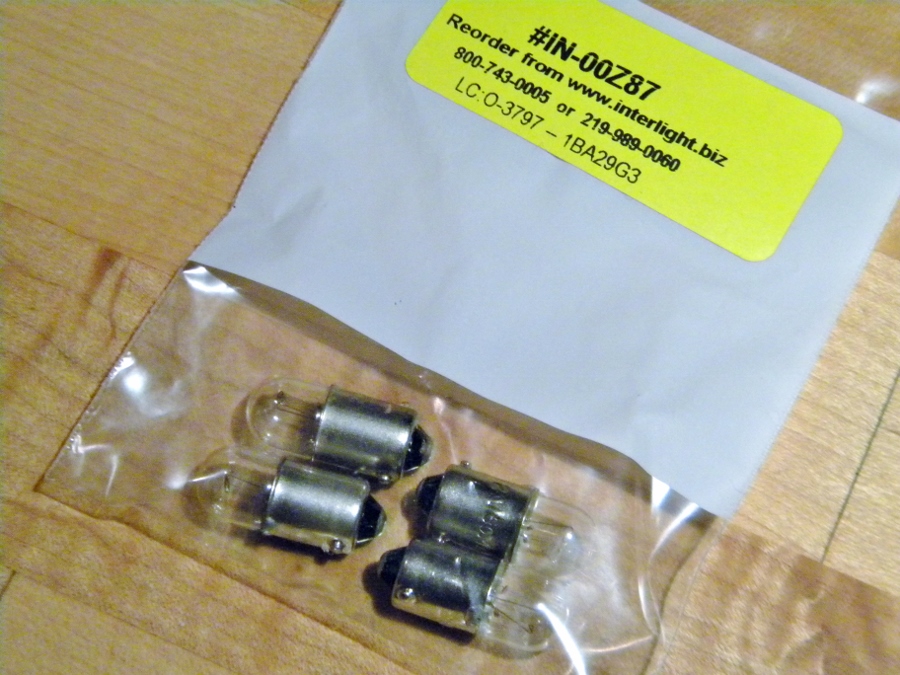 #IN-00Z87
Reorder from www.interlight.biz
800-743-0005 or 219-989-0060
LC:O-3797 – 1BA29G3